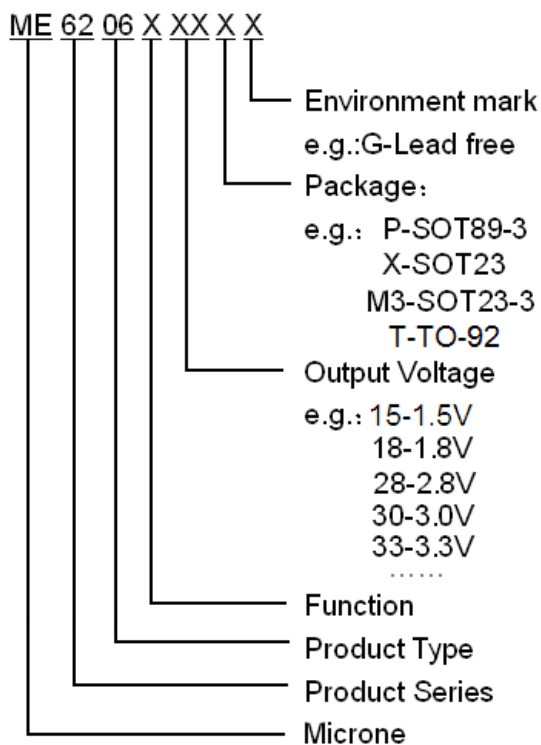 ME 62 06 X XX X X
Environment mark
e.g.:G-Lead free
Package：
e.g.：P-SOT89-3
X-SOT23
M3-SOT23-3
T-TO-92
Output Voltage
e.g.：15-1.5V
18-1.8V
28-2.8V
30-3.0V
33-3.3V
……
Function
Product Type
Product Series
Microne